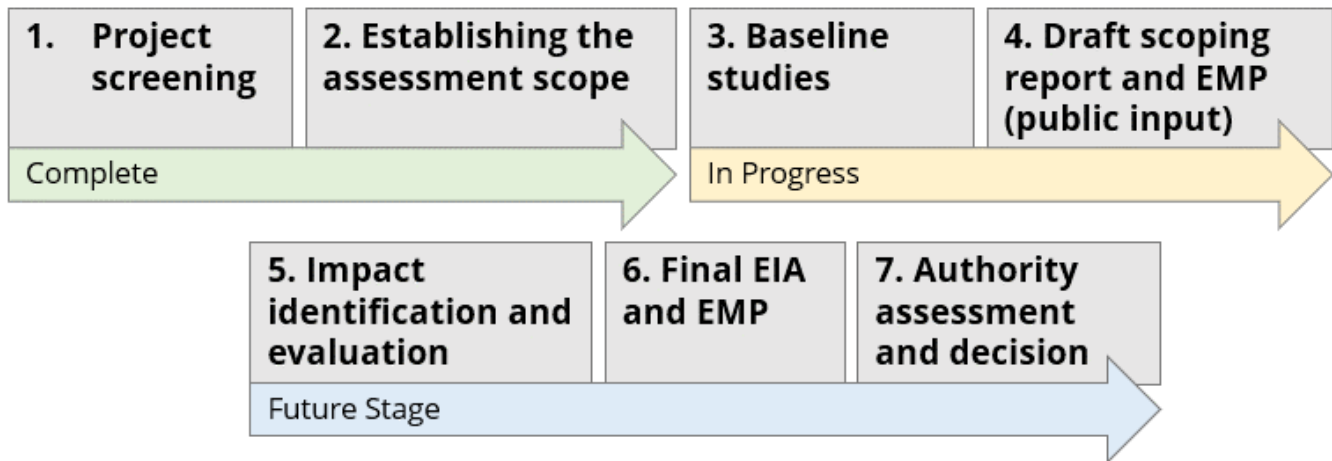 1. Project
screening
2. Establishing the
assessment scope
3. Baseline
studies
4. Draft scoping
report and EMP
(public input)
Complete
In Progress
5. Impact
identification and
evaluation
6. Final EIA
and EMP
7. Authority
assessment
and decision
Future Stage